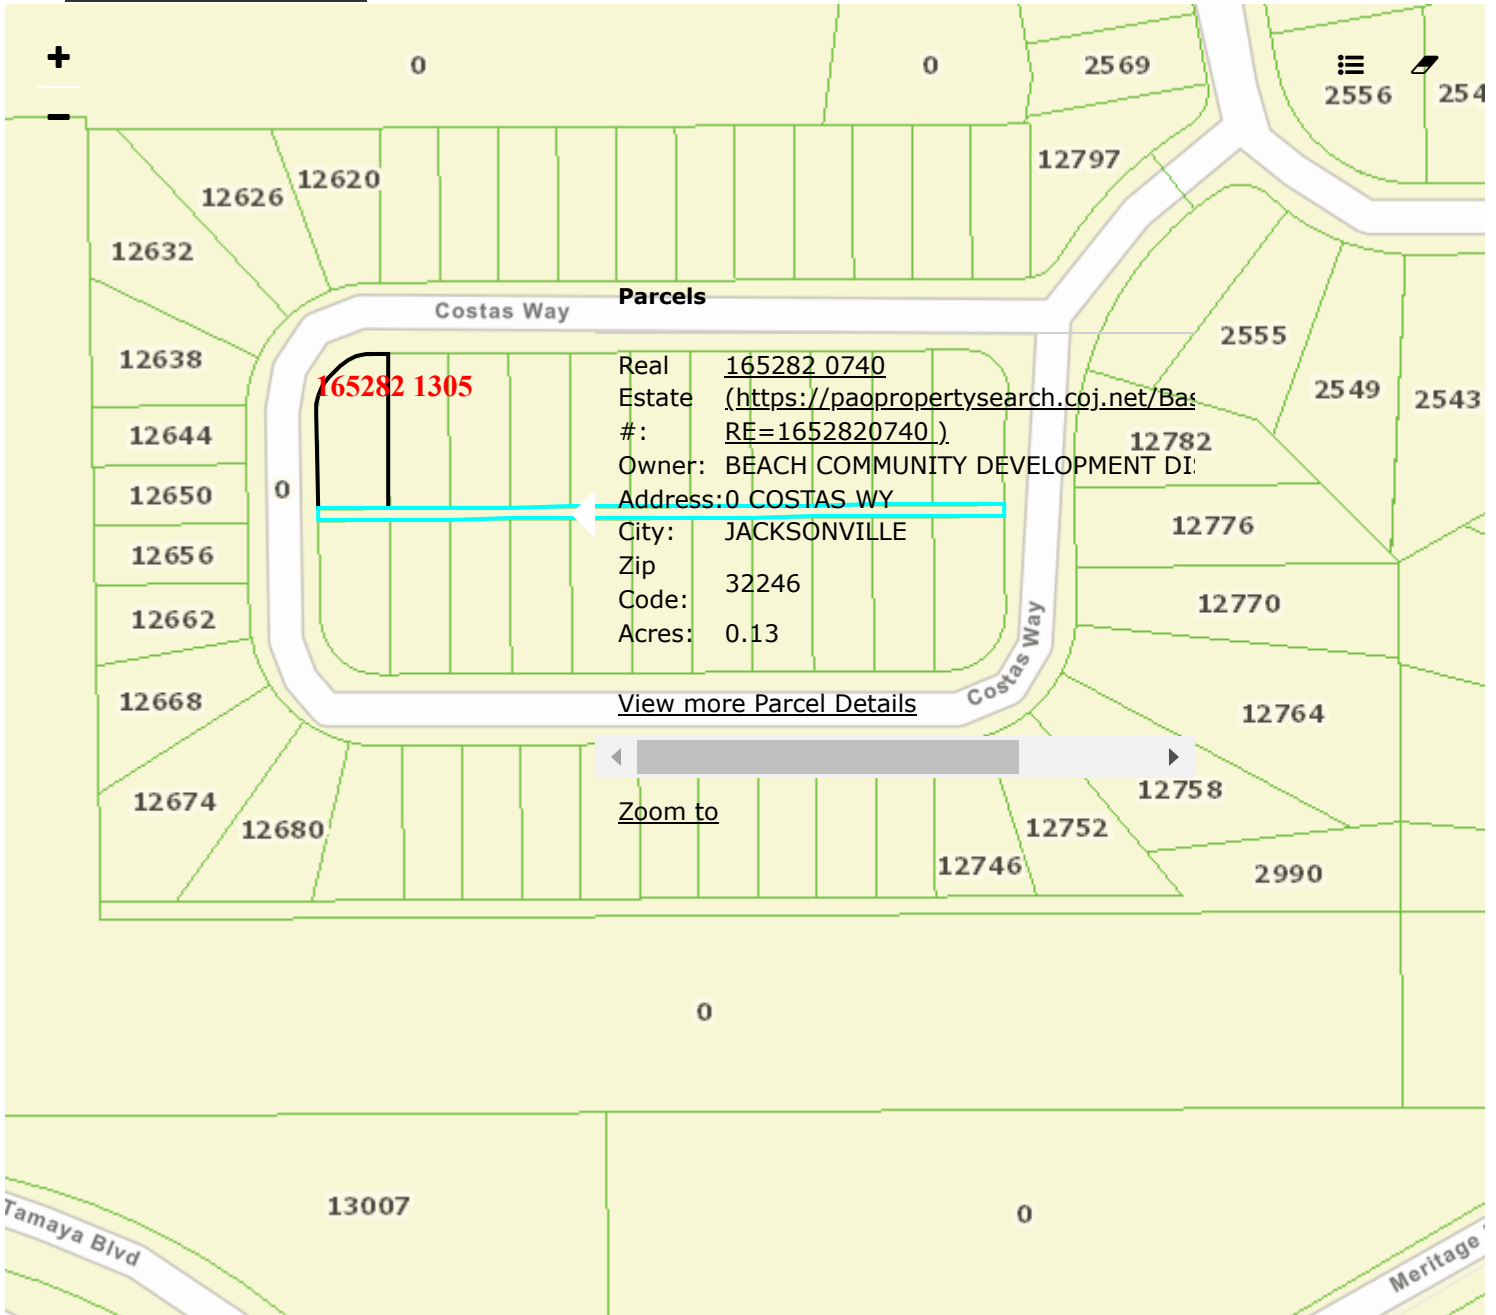 +
0
0
2569
2556
254
−
12797
12626
12620
12632
Costas Way
Parcels
12638
2555
165282 1305
Real
Estate
#:
165282 0740
(https://paopropertysearch.coj.net/Bas
RE=1652820740 )
2549
2543
12644
12782
Owner: BEACH COMMUNITY DEVELOPMENT DIS
12650
0
Address: 0 COSTAS WY
12776
City: JACKSONVILLE
12656
Zip
Code:
32246
12662
12770
Acres: 0.13
Costas Way
12668
View more Parcel Details
12764
12674
12680
Zoom to
12758
12752
12746
2990
0
13007
0
Tamaya Blvd
Meritage